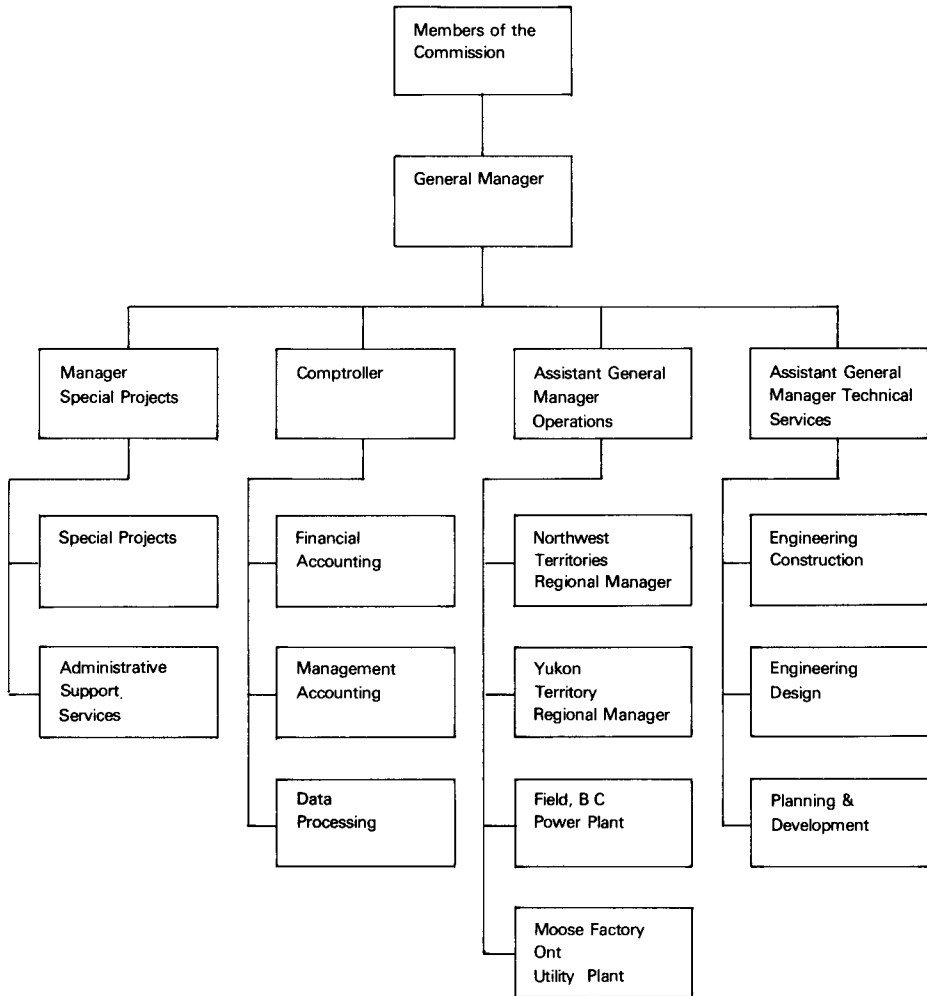 Members of the
Commission
General Manager
Manager
Special Projects
Comptroller
Assistant General
Manager
Operations
Assistant General
Manager Technical
Services
Special Projects
Financial
Accounting
Northwest
Territories
Regional Manager
Engineering
Construction
Administrative
Support
Services
Management
Accounting
Yukon
Territory
Regional Manager
Engineering
Design
Data
Processing
Field, B C
Power Plant
Planning &
Development
Moose Factory
Ont
Utility Plant